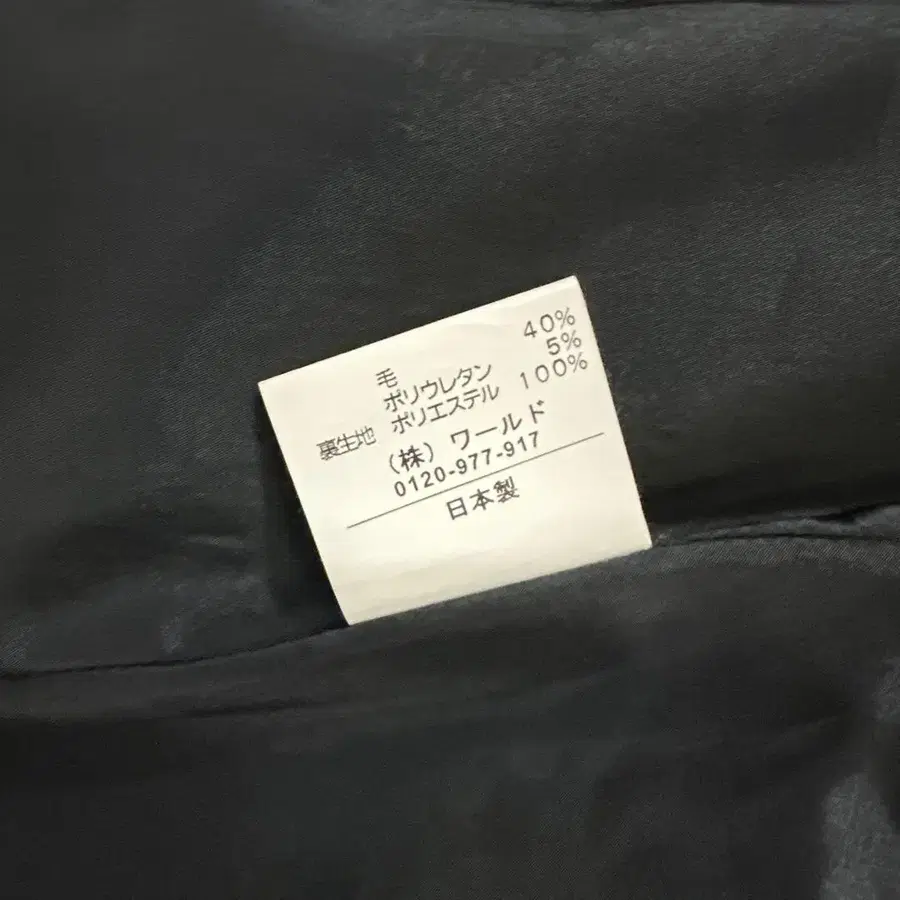 毛 40%
ポリウレタン 5%
裏生地 ポリエステル 100%
(株) ワールド
0120-977-917
日本製